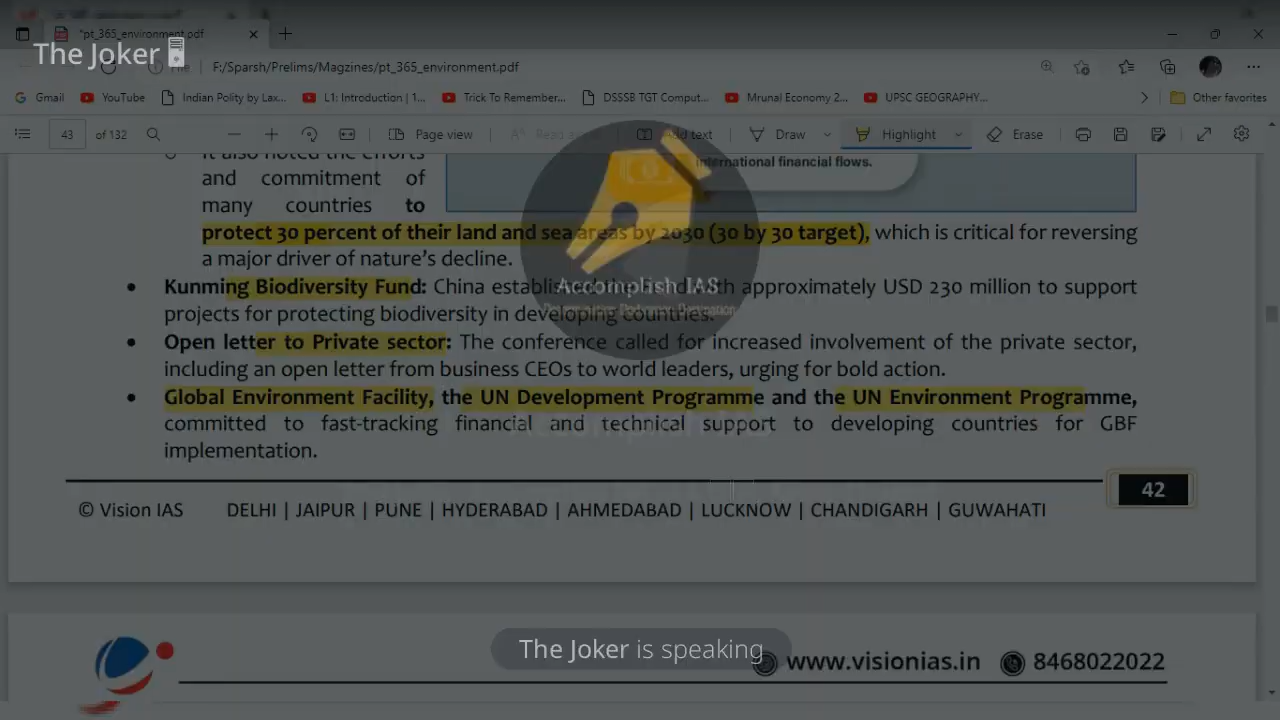 *pt_365_environment.pdf
The Joker
F:/Sparsh/Prelims/Magzines/pt_365_environment.pdf
Gmail YouTube Indian Polity by Lax... L1: Introduction | 1... Trick To Remember... DSSSB TGT Comput... Mrunal Economy 2... UPSC GEOGRAPHY... Other favorites
43 of 132 Page view Read Add text Draw Highlight Erase
It also noted the efforts
and commitment of
many countries to
international financial flows.
protect 30 percent of their land and sea areas by 2030 (30 by 30 target), which is critical for reversing
a major driver of nature's decline.
• Kunming Biodiversity Fund: China established approximately USD 230 million to support
projects for protecting biodiversity in developing countries.
Accomplish IAS
• Open letter to Private sector: The conference called for increased involvement of the private sector,
including an open letter from business CEOs to world leaders, urging for bold action.
• Global Environment Facility, the UN Development Programme and the UN Environment Programme,
committed to fast-tracking financial and technical support to developing countries for GBF
implementation.
42
© Vision IAS DELHI | JAIPUR | PUNE | HYDERABAD | AHMEDABAD | LUCKNOW | CHANDIGARH | GUWAHATI
The Joker is speaking
www.visionias.in 8468022022